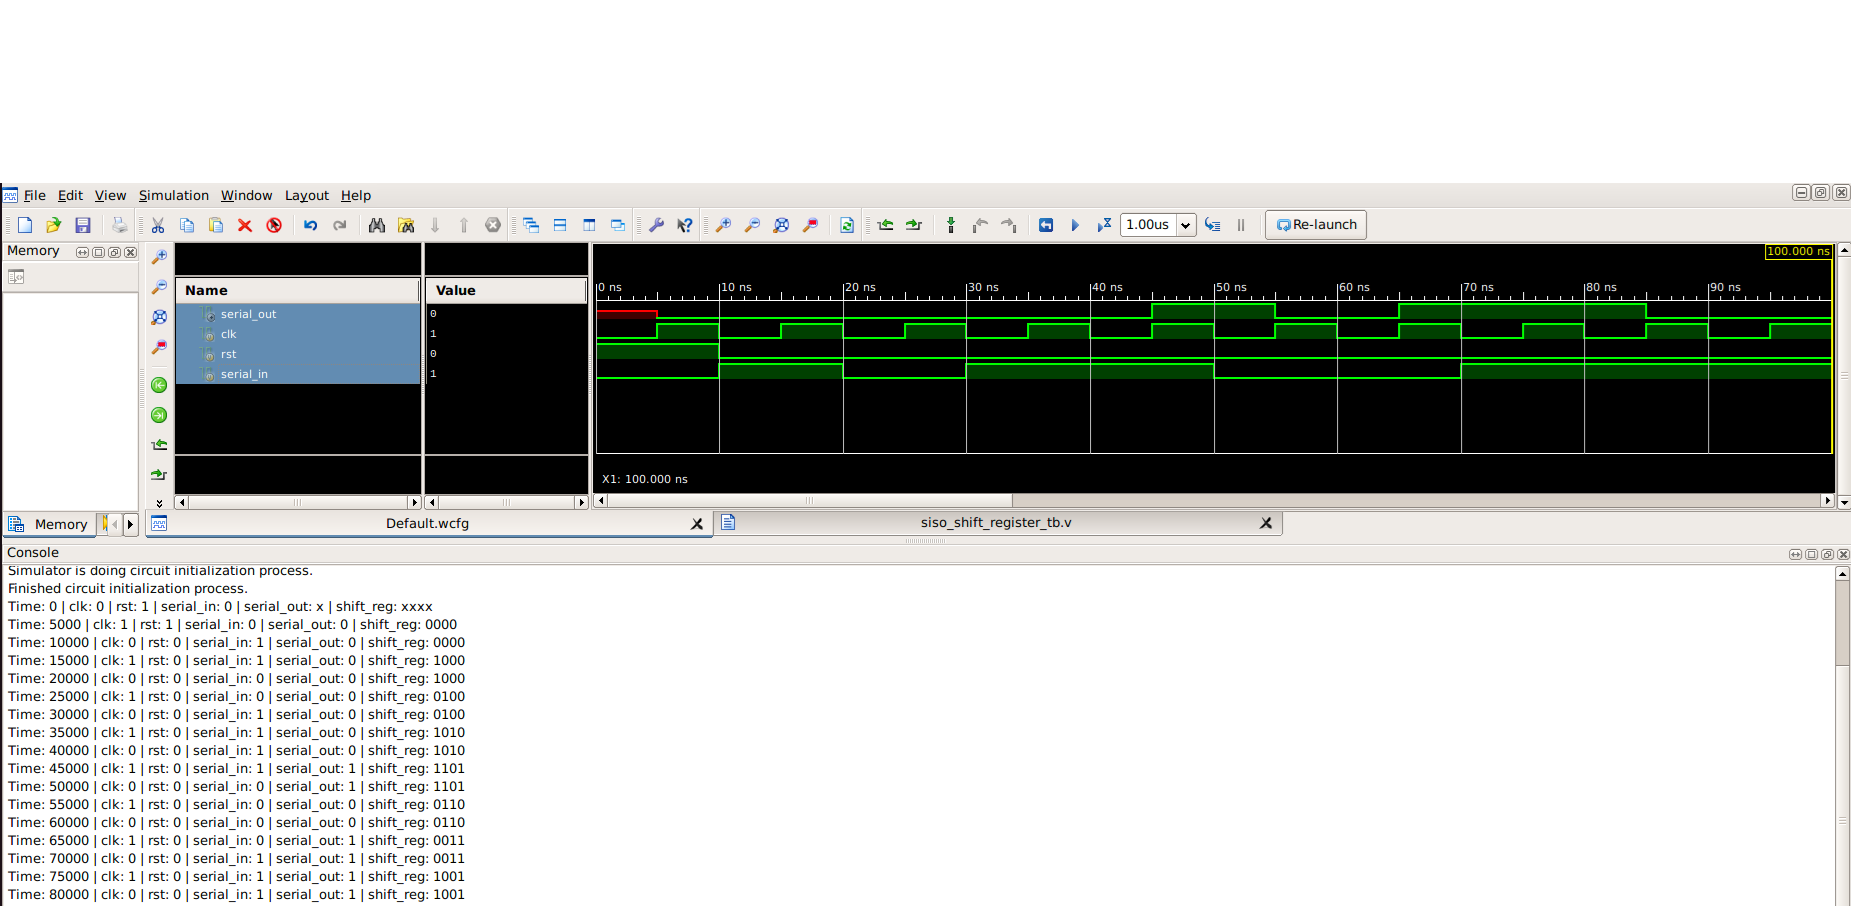 File Edit View Simulation Window Layout Help
1.00us Re-launch
Memory
100.000 ns
Name Value
0 ns 10 ns 20 ns 30 ns 40 ns 50 ns 60 ns 70 ns 80 ns 90 ns
serial_out 0
clk 1
rst 0
serial_in 1
X1: 100.000 ns
Memory
Default.wcfg siso_shift_register_tb.v
Console
Simulator is doing circuit initialization process.
Finished circuit initialization process.
Time: 0 | clk: 0 | rst: 1 | serial_in: 0 | serial_out: x | shift_reg: xxxx
Time: 5000 | clk: 1 | rst: 1 | serial_in: 0 | serial_out: 0 | shift_reg: 0000
Time: 10000 | clk: 0 | rst: 0 | serial_in: 1 | serial_out: 0 | shift_reg: 0000
Time: 15000 | clk: 1 | rst: 0 | serial_in: 1 | serial_out: 0 | shift_reg: 1000
Time: 20000 | clk: 0 | rst: 0 | serial_in: 0 | serial_out: 0 | shift_reg: 1000
Time: 25000 | clk: 1 | rst: 0 | serial_in: 0 | serial_out: 0 | shift_reg: 0100
Time: 30000 | clk: 0 | rst: 0 | serial_in: 1 | serial_out: 0 | shift_reg: 0100
Time: 35000 | clk: 1 | rst: 0 | serial_in: 1 | serial_out: 0 | shift_reg: 1010
Time: 40000 | clk: 0 | rst: 0 | serial_in: 1 | serial_out: 0 | shift_reg: 1010
Time: 45000 | clk: 1 | rst: 0 | serial_in: 1 | serial_out: 1 | shift_reg: 1101
Time: 50000 | clk: 0 | rst: 0 | serial_in: 0 | serial_out: 1 | shift_reg: 1101
Time: 55000 | clk: 1 | rst: 0 | serial_in: 0 | serial_out: 0 | shift_reg: 0110
Time: 60000 | clk: 0 | rst: 0 | serial_in: 0 | serial_out: 0 | shift_reg: 0110
Time: 65000 | clk: 1 | rst: 0 | serial_in: 0 | serial_out: 1 | shift_reg: 0011
Time: 70000 | clk: 0 | rst: 0 | serial_in: 1 | serial_out: 1 | shift_reg: 0011
Time: 75000 | clk: 1 | rst: 0 | serial_in: 1 | serial_out: 1 | shift_reg: 1001
Time: 80000 | clk: 0 | rst: 0 | serial_in: 1 | serial_out: 1 | shift_reg: 1001